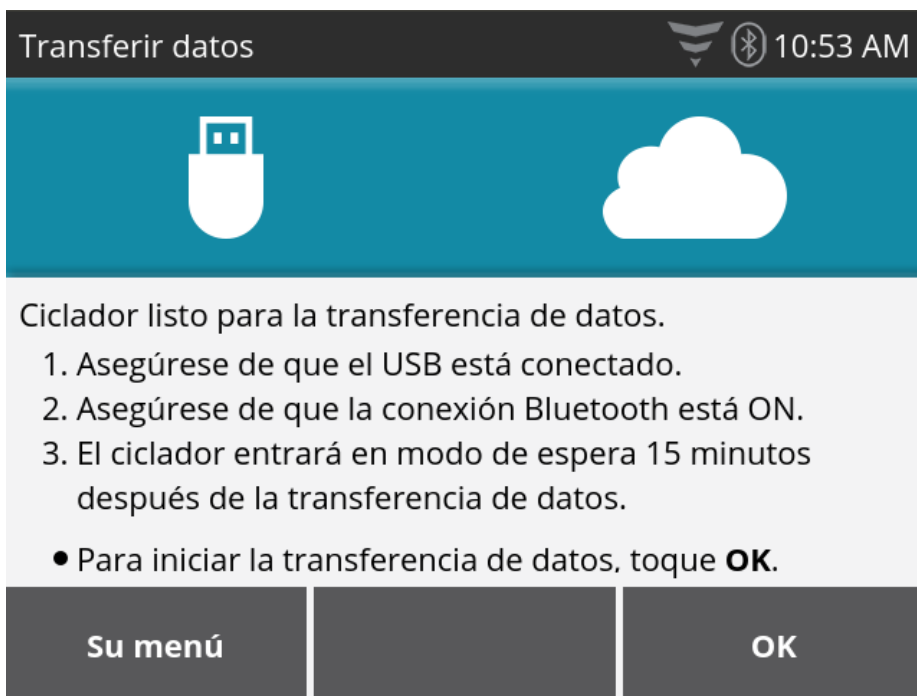 Transferir datos 10:53 AM
Ciclador listo para la transferencia de datos.
1. Asegúrese de que el USB está conectado.
2. Asegúrese de que la conexión Bluetooth está ON.
3. El ciclador entrará en modo de espera 15 minutos
después de la transferencia de datos.
• Para iniciar la transferencia de datos, toque OK.
Su menú OK